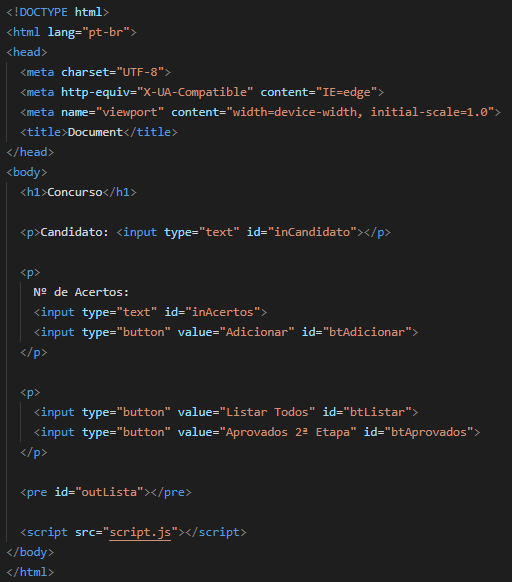 <!DOCTYPE html>
<html lang="pt-br">
<head>
  <meta charset="UTF-8">
  <meta http-equiv="X-UA-Compatible" content="IE=edge">
  <meta name="viewport" content="width=device-width, initial-scale=1.0">
  <title>Document</title>
</head>
<body>
  <h1>Concurso</h1>

  <p>Candidato: <input type="text" id="inCandidato"></p>

  <p>
    Nº de Acertos:
    <input type="text" id="inAcertos">
    <input type="button" value="Adicionar" id="btAdicionar">
  </p>

  <p>
    <input type="button" value="Listar Todos" id="btListar">
    <input type="button" value="Aprovados 2ª Etapa" id="btAprovados">
  </p>

  <pre id="outLista"></pre>

  <script src="script.js"></script>
</body>
</html>